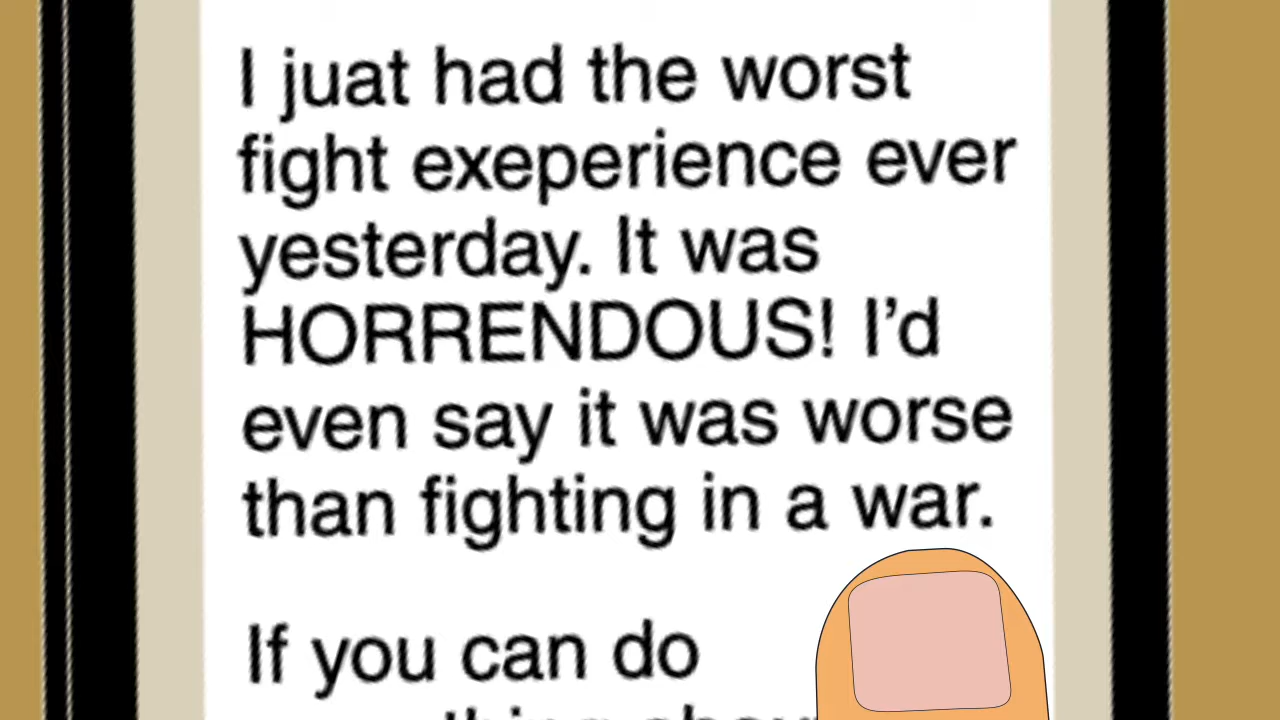 I juat had the worst
fight exeperience ever
yesterday. It was
HORRENDOUS! I’d
even say it was worse
than fighting in a war.
If you can do